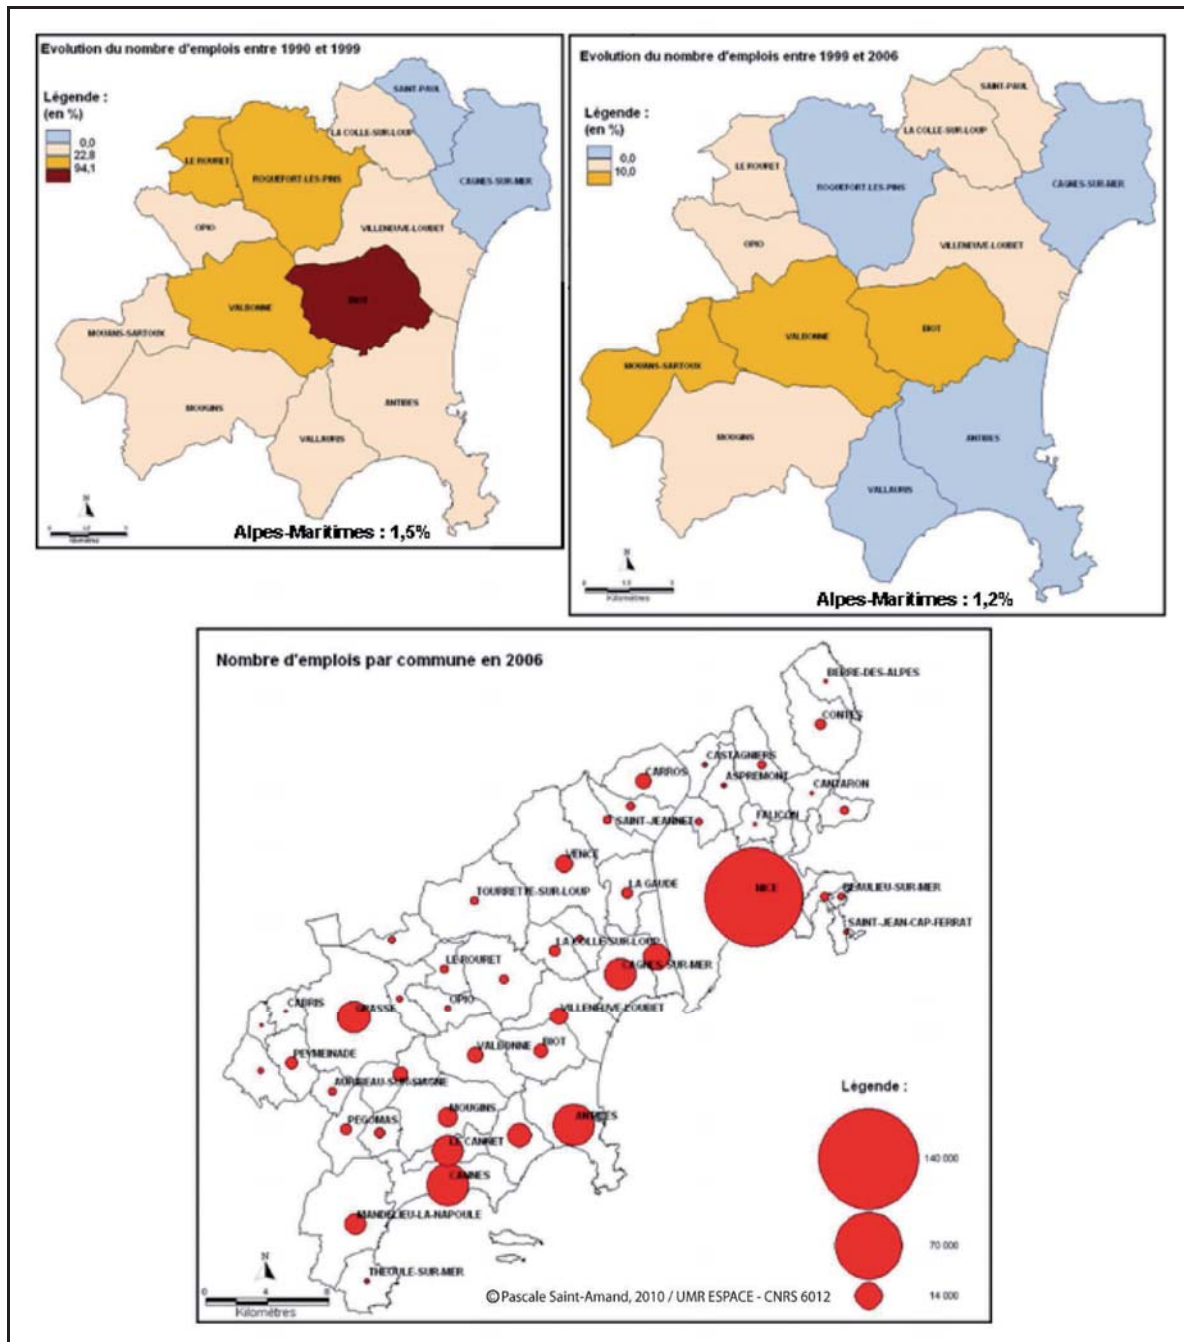 Evolution du nombre d'emplois entre 1990 et 1999
Légende :
(en %)
0,0
22,8
94,1
SAINT-PAUL
LA COLLE-SUR-LOUP
LE ROURET
ROQUEFORT-LES-PINS
CAGNES-SUR-MER
OPIO
VILLENEUVE-LOUBET
VALBONNE
BIOT
MOUANS-SARTOUX
MOUGINS
ANTIBES
VALLAURIS
N
Alpes-Maritimes : 1,5%
Evolution du nombre d'emplois entre 1999 et 2006
Légende :
(en %)
0,0
10,0
SAINT-PAUL
LA COLLE-SUR-LOUP
LE ROURET
ROQUEFORT-LES-PINS
CAGNES-SUR-MER
OPIO
VILLENEUVE-LOUBET
BIOT
VALBONNE
MOUANS-SARTOUX
MOUGINS
ANTIBES
VALLAURIS
N
Kilomètres
Alpes-Maritimes : 1,2%
Nombre d'emplois par commune en 2006
BERRE-DES-ALPES
CONTES
CASTAGNIERS
CARROS
ASPREMONT
CANTARON
SAINT-JEANNET
FALICON
VENCE
LA GAUDE
NICE
BEAULIEU-SUR-MER
TOURRETTE-SUR-LOUP
SAINT-JEAN-CAP-FERRAT
LA COLLE-SUR-LOUP
LE ROURET
CAGNES-SUR-MER
CABRIS
GRASSE
OPIO
VILLENEUVE-LOUBET
VALBONNE
BIOT
PEYMEINADE
AURIBEAU-SUR-SIAGNE
MOUGINS
PEGOMAS
ANTIBES
LE CANNET
CANNES
MANDELIEU-LA-NAPOULE
THEOULE-SUR-MER
Légende :
140 000
70 000
14 000
N
0 4 8
Kilomètres
©Pascale Saint-Amand, 2010 / UMR ESPACE - CNRS 6012